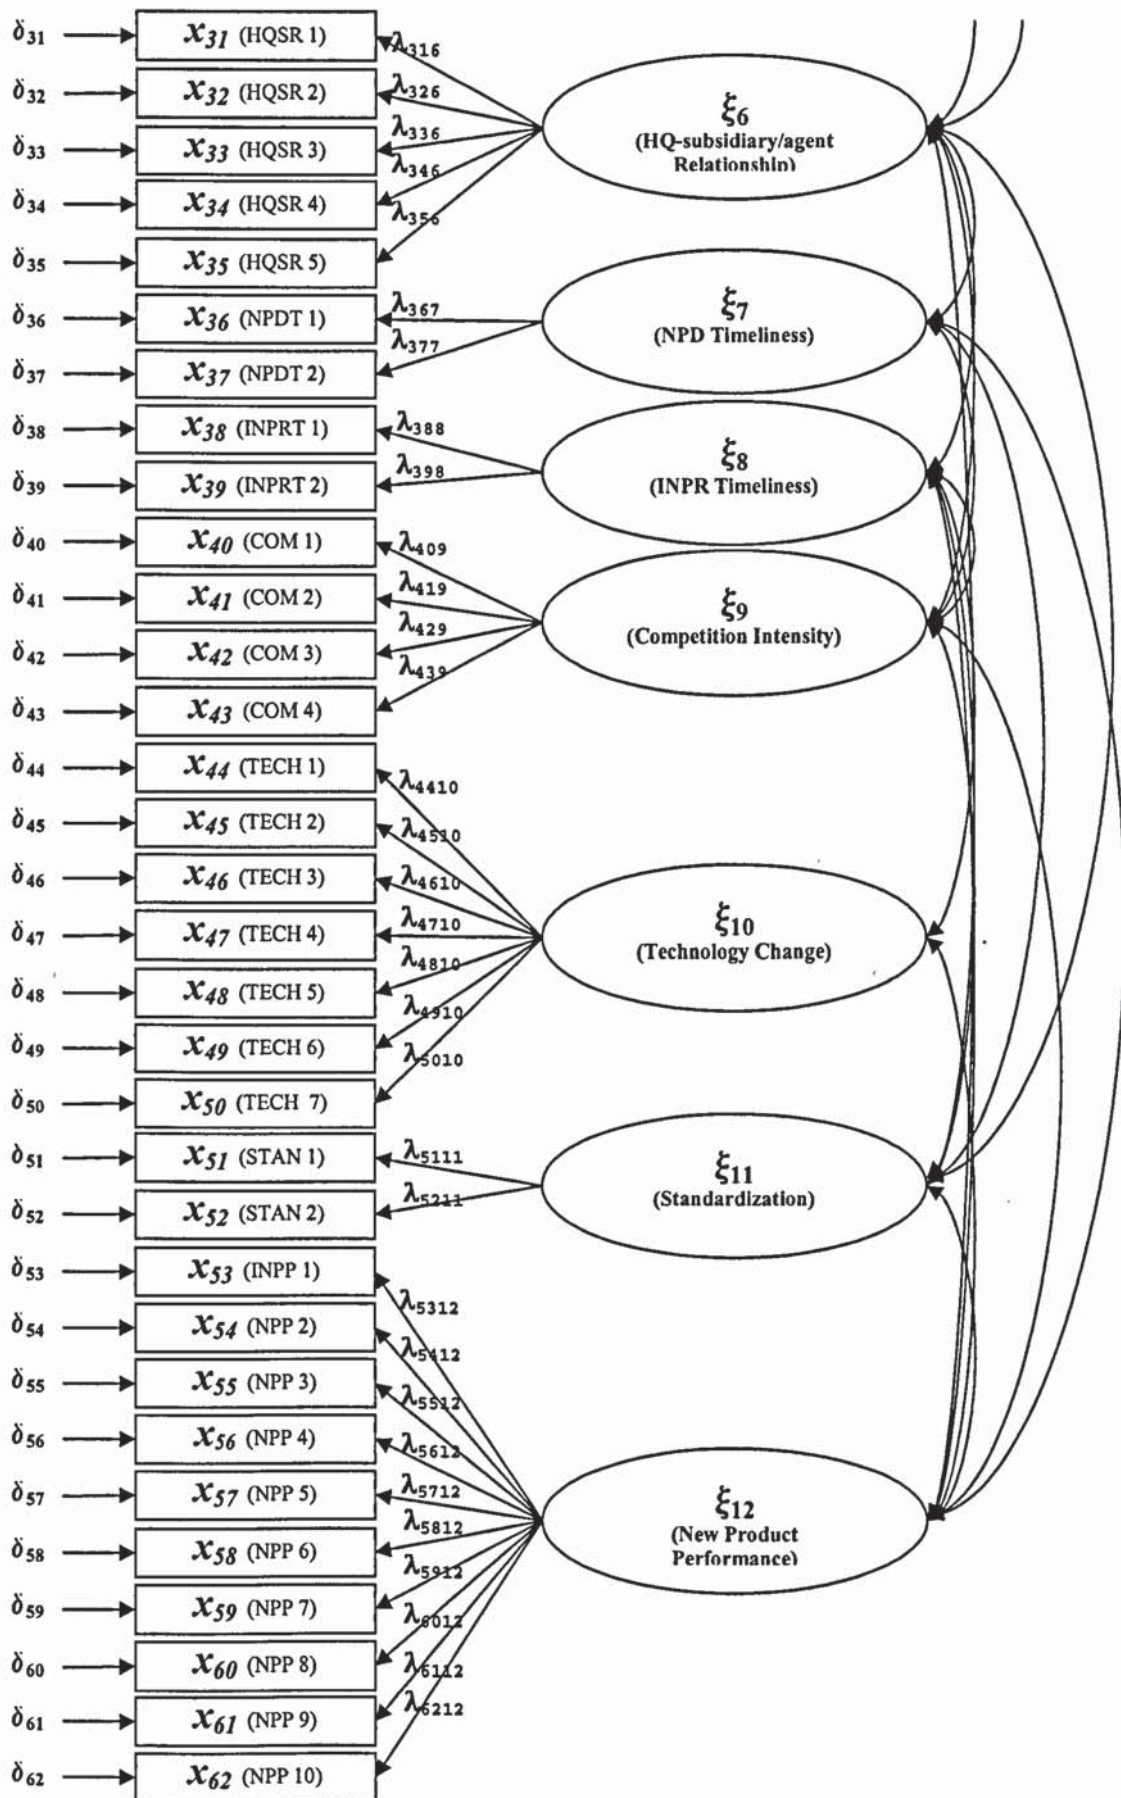 δ31 x31 (HQSR 1)
λ316
δ32 x32 (HQSR 2)
λ326
δ33 x33 (HQSR 3)
λ336
δ34 x34 (HQSR 4)
λ346
δ35 x35 (HQSR 5)
λ356
ξ6
(HQ-subsidiary/agent
Relationship)
δ36 x36 (NPDT 1)
λ367
δ37 x37 (NPDT 2)
λ377
ξ7
(NPD Timeliness)
δ38 x38 (INPRT 1)
λ388
δ39 x39 (INPRT 2)
λ398
ξ8
(INPR Timeliness)
δ40 x40 (COM 1)
λ409
δ41 x41 (COM 2)
λ419
δ42 x42 (COM 3)
λ429
δ43 x43 (COM 4)
λ439
ξ9
(Competition Intensity)
δ44 x44 (TECH 1)
λ4410
δ45 x45 (TECH 2)
λ4510
δ46 x46 (TECH 3)
λ4610
δ47 x47 (TECH 4)
λ4710
δ48 x48 (TECH 5)
λ4810
δ49 x49 (TECH 6)
λ4910
δ50 x50 (TECH 7)
λ5010
ξ10
(Technology Change)
δ51 x51 (STAN 1)
λ5111
δ52 x52 (STAN 2)
λ5211
ξ11
(Standardization)
δ53 x53 (INPP 1)
λ5312
δ54 x54 (NPP 2)
λ5412
δ55 x55 (NPP 3)
λ5512
δ56 x56 (NPP 4)
λ5612
δ57 x57 (NPP 5)
λ5712
δ58 x58 (NPP 6)
λ5812
δ59 x59 (NPP 7)
λ5912
δ60 x60 (NPP 8)
λ6012
δ61 x61 (NPP 9)
λ6112
δ62 x62 (NPP 10)
λ6212
ξ12
(New Product
Performance)